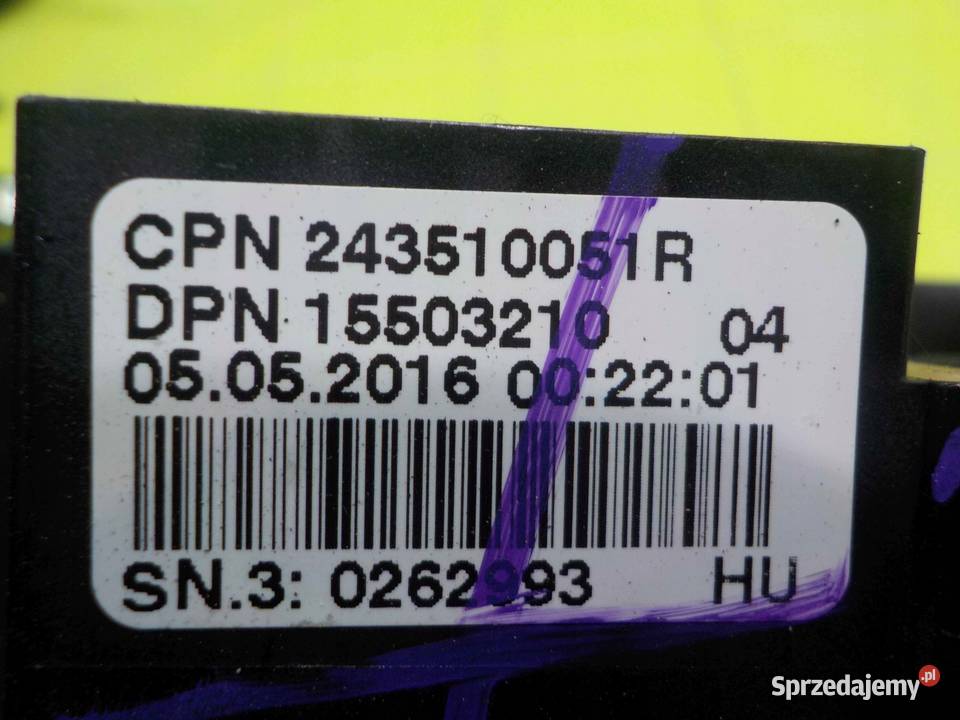 CPN 243510051R
DPN 15503210 04
05.05.2016 00:22:01
SN.3: 0262993 HU
Sprzedajemy.pl